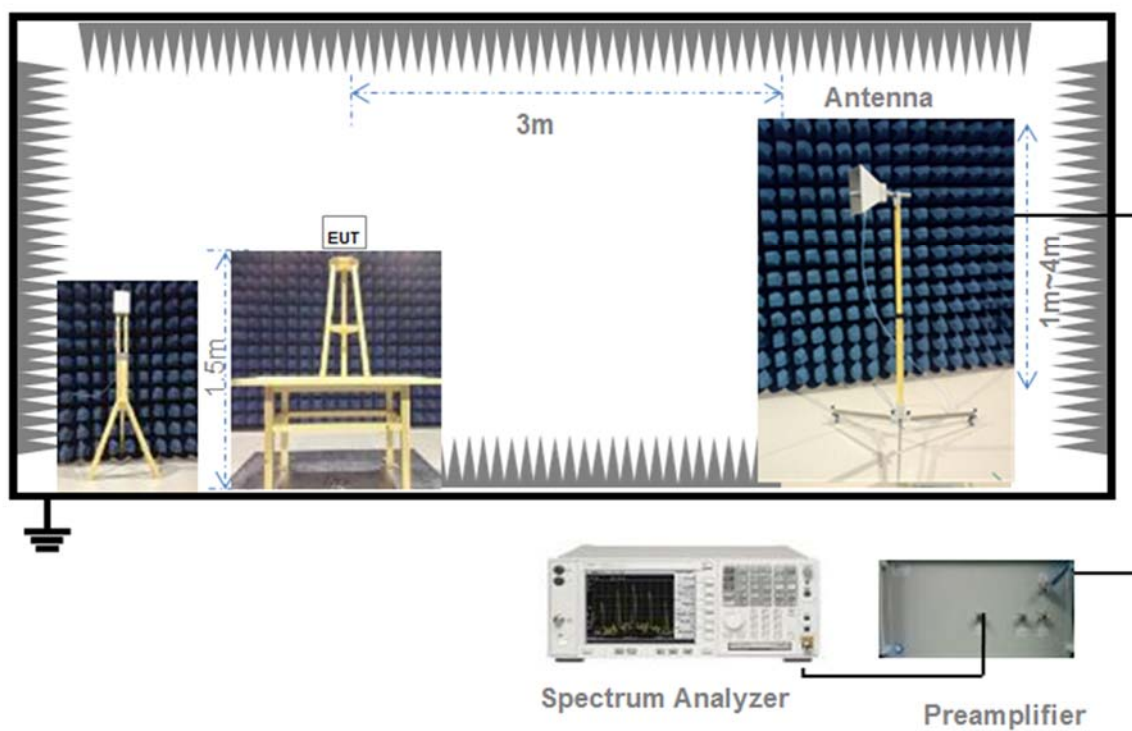 Antenna
3m
EUT
1.5m
1m~4m
Spectrum Analyzer
Preamplifier